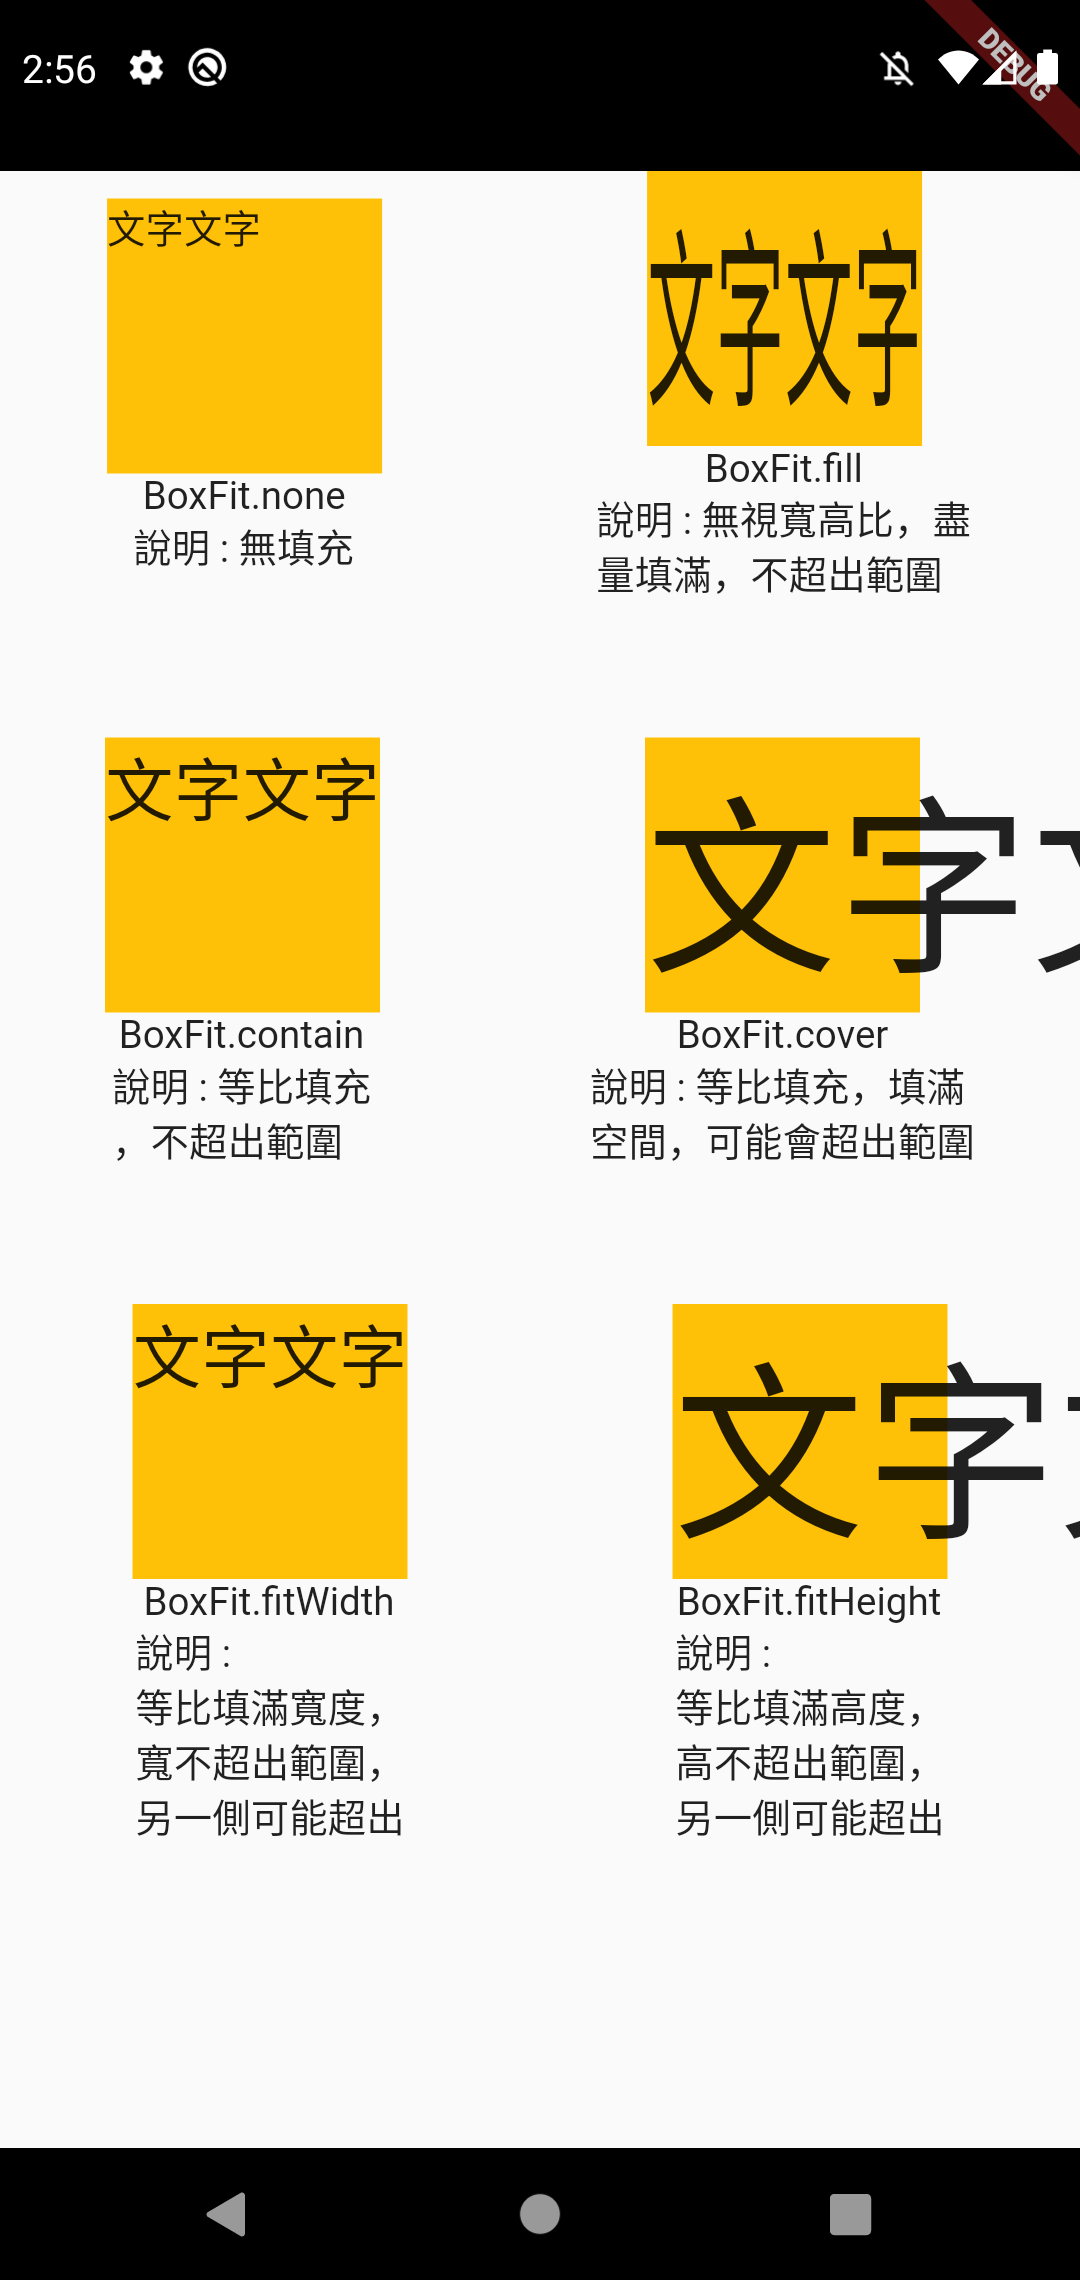 2:56
DEBUG
文字文字
BoxFit.none
說明 : 無填充
文字文字
BoxFit.fill
說明 : 無視寬高比，盡
量填滿，不超出範圍
文字文字
BoxFit.contain
說明 : 等比填充
，不超出範圍
文字文
BoxFit.cover
說明 : 等比填充，填滿
空間，可能會超出範圍
文字文字
BoxFit.fitWidth
說明 :
等比填滿寬度，
寬不超出範圍，
另一側可能超出
文字
BoxFit.fitHeight
說明 :
等比填滿高度，
高不超出範圍，
另一側可能超出